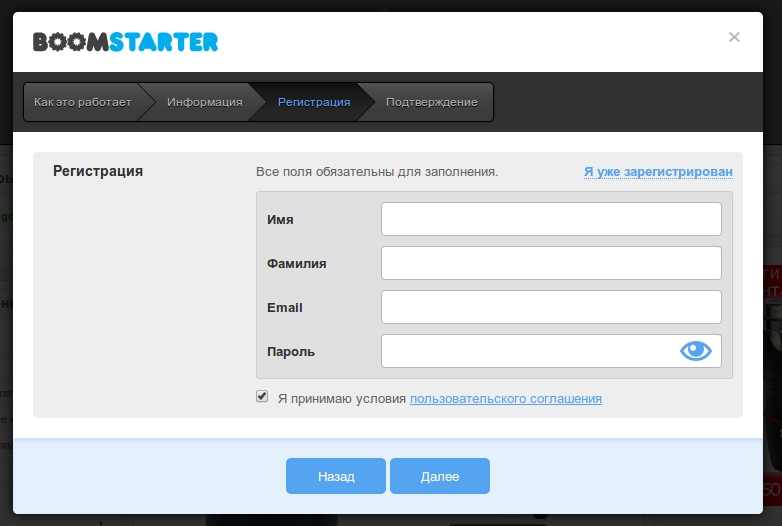 BOOMSTARTER
×
Как это работает Информация Регистрация Подтверждение
Регистрация Все поля обязательны для заполнения. Я уже зарегистрирован
Имя
Фамилия
Email
Пароль
Я принимаю условия пользовательского соглашения
Назад Далее